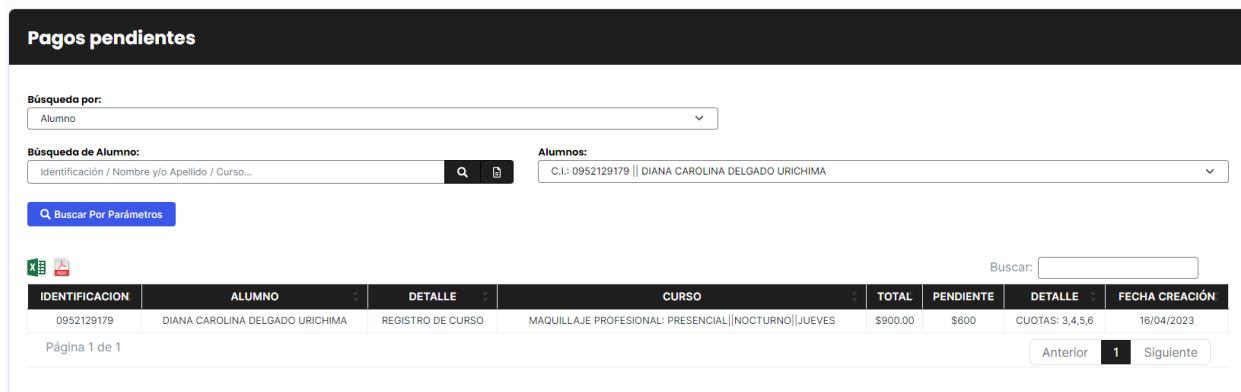 Pagos pendientes
Búsqueda por:
Alumno
Búsqueda de Alumno:
Identificación / Nombre y/o Apellido / Curso...
Alumnos:
C.I.: 0952129179 || DIANA CAROLINA DELGADO URICHIMA
Buscar Por Parámetros
PDF
Buscar:
IDENTIFICACION ALUMNO DETALLE CURSO TOTAL PENDIENTE DETALLE FECHA CREACIÓN
0952129179 DIANA CAROLINA DELGADO URICHIMA REGISTRO DE CURSO MAQUILLAJE PROFESIONAL: PRESENCIAL||NOCTURNO||JUEVES $900.00 $600 CUOTAS: 3,4,5,6 16/04/2023
Página 1 de 1
Anterior 1 Siguiente